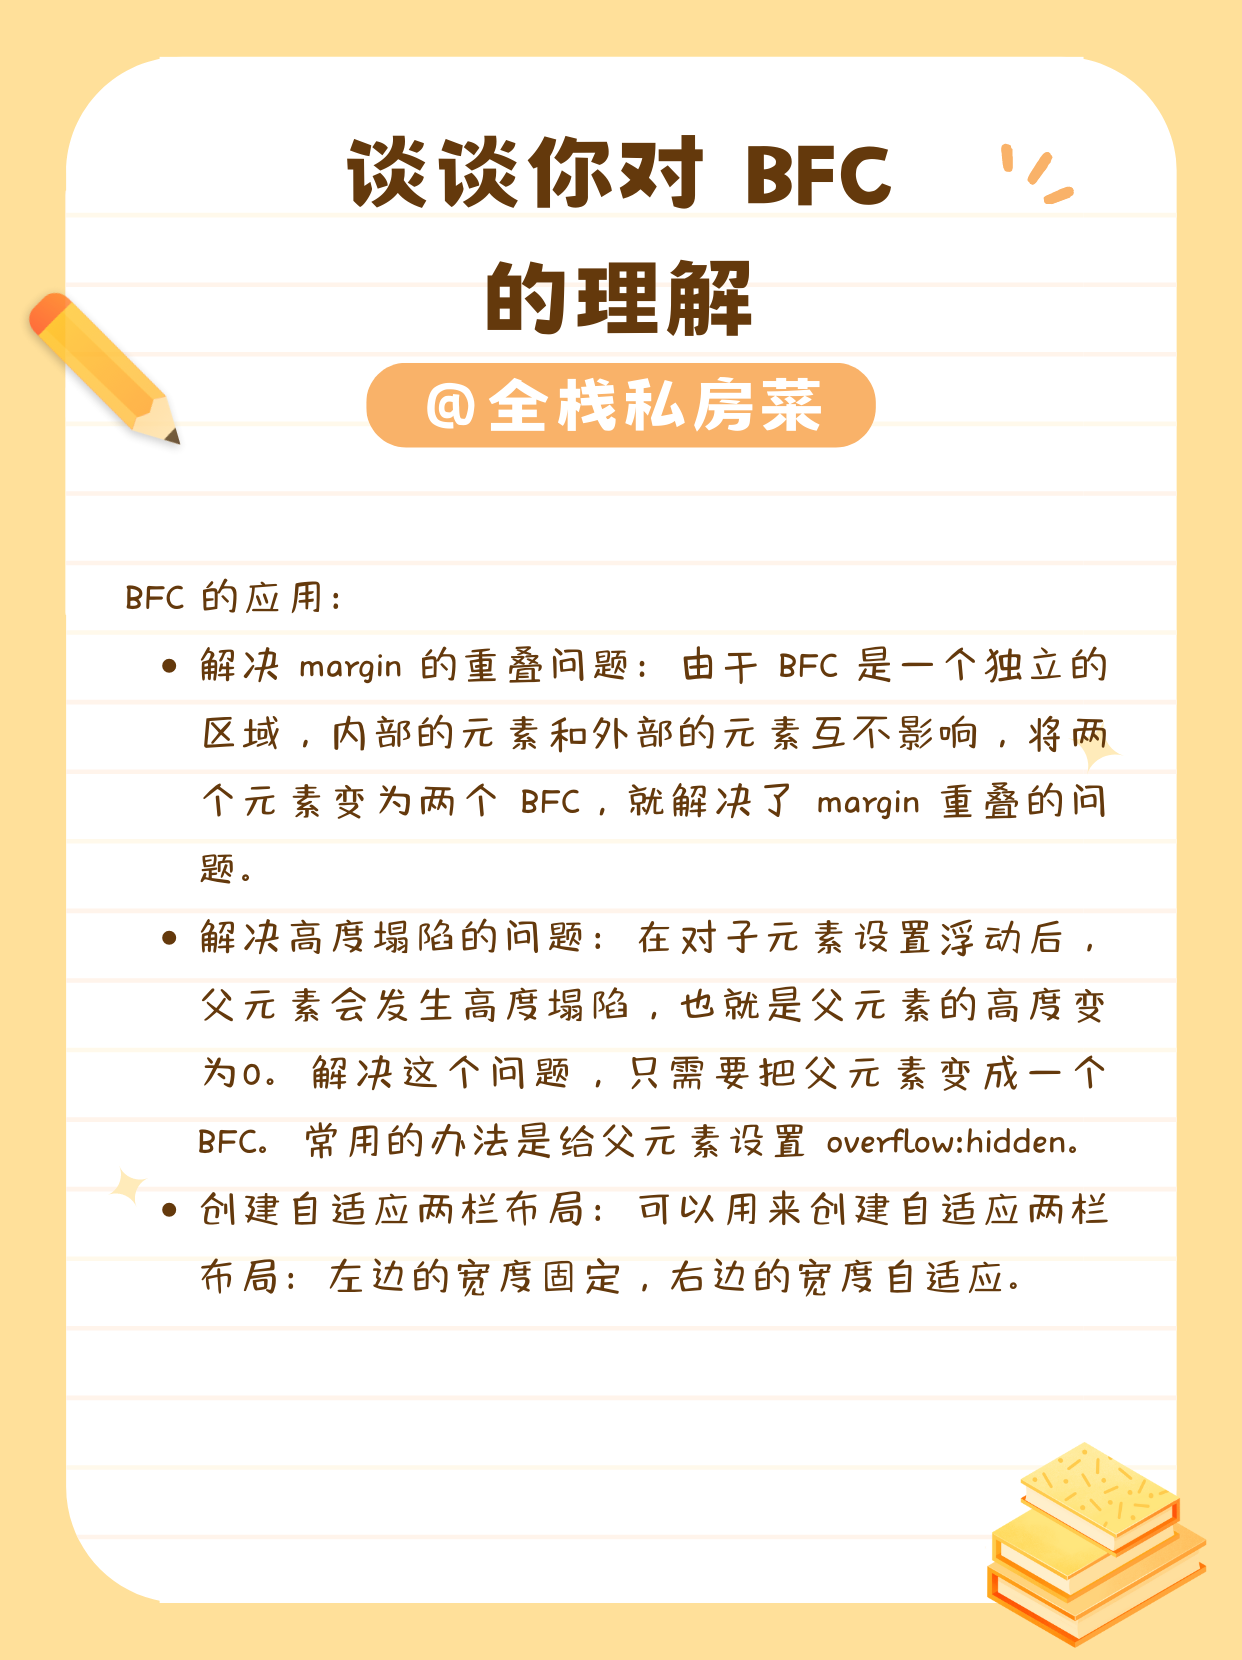 谈谈你对 BFC
的理解
@全栈私房菜
BFC 的应用：
• 解决 margin 的重叠问题：由于 BFC 是一个独立的
区域，内部的元素和外部的元素互不影响，将两
个元素变为两个 BFC，就解决了 margin 重叠的问
题。
• 解决高度塌陷的问题：在对子元素设置浮动后，
父元素会发生高度塌陷，也就是父元素的高度变
为0。解决这个问题，只需要把父元素变成一个
BFC。常用的办法是给父元素设置 overflow:hidden。
• 创建自适应两栏布局：可以用来创建自适应两栏
布局：左边的宽度固定，右边的宽度自适应。